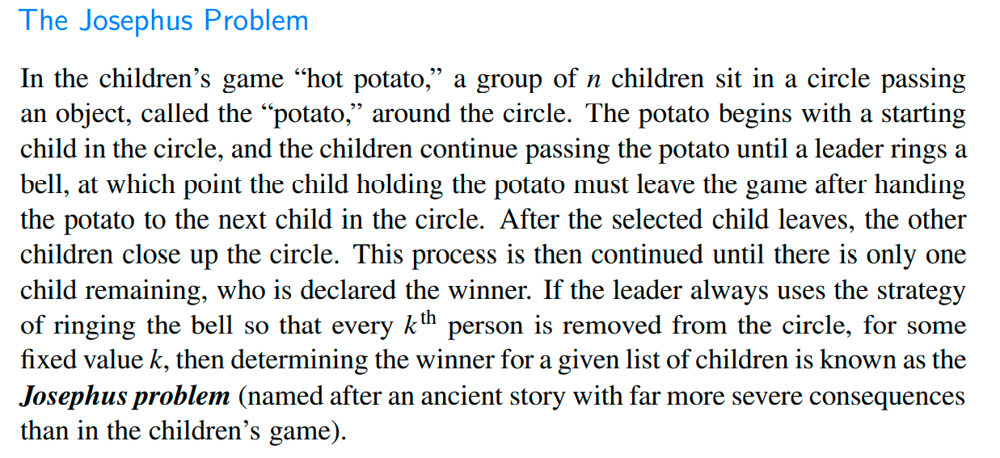 The Josephus Problem
In the children’s game “hot potato,” a group of n children sit in a circle passing
an object, called the “potato,” around the circle. The potato begins with a starting
child in the circle, and the children continue passing the potato until a leader rings a
bell, at which point the child holding the potato must leave the game after handing
the potato to the next child in the circle. After the selected child leaves, the other
children close up the circle. This process is then continued until there is only one
child remaining, who is declared the winner. If the leader always uses the strategy
of ringing the bell so that every kth person is removed from the circle, for some
fixed value k, then determining the winner for a given list of children is known as the
Josephus problem (named after an ancient story with far more severe consequences
than in the children’s game).